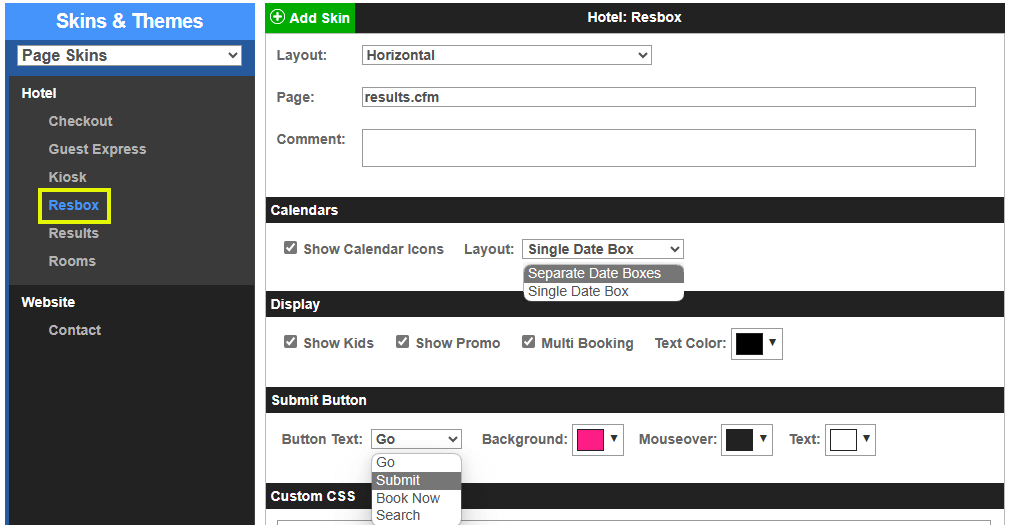 Skins & Themes
Page Skins
Hotel
Checkout
Guest Express
Kiosk
Resbox
Results
Rooms
Website
Contact
Add Skin
Hotel: Resbox
Layout: Horizontal
Page: results.cfm
Comment:
Calendars
Show Calendar Icons Layout: Single Date Box
Separate Date Boxes
Single Date Box
Display
Show Kids Show Promo Multi Booking Text Color:
Submit Button
Button Text: Go Background: Mouseover: Text:
Go
Submit
Book Now
Search
Custom CSS